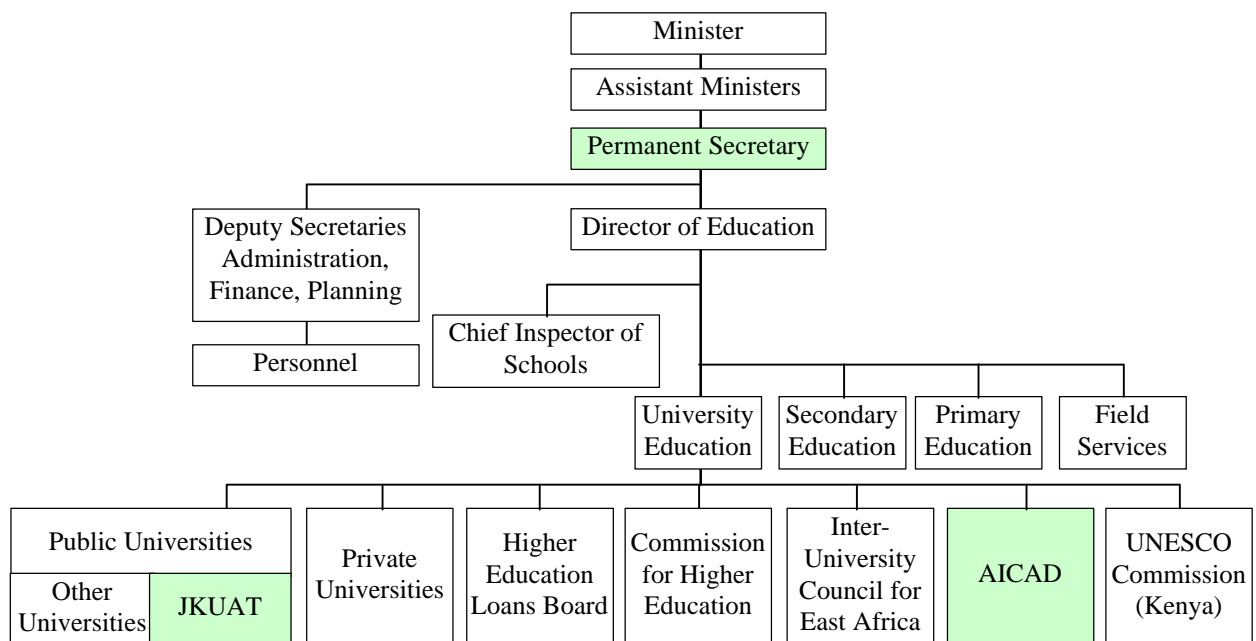 Minister
Assistant Ministers
Permanent Secretary
Deputy Secretaries
Administration,
Finance, Planning
Director of Education
Personnel
Chief Inspector of
Schools
University
Education
Secondary
Education
Primary
Education
Field
Services
Public Universities
Other
Universities
JKUAT
Private
Universities
Higher
Education
Loans Board
Commission
for Higher
Education
Inter-
University
Council for
East Africa
AICAD
UNESCO
Commission
(Kenya)